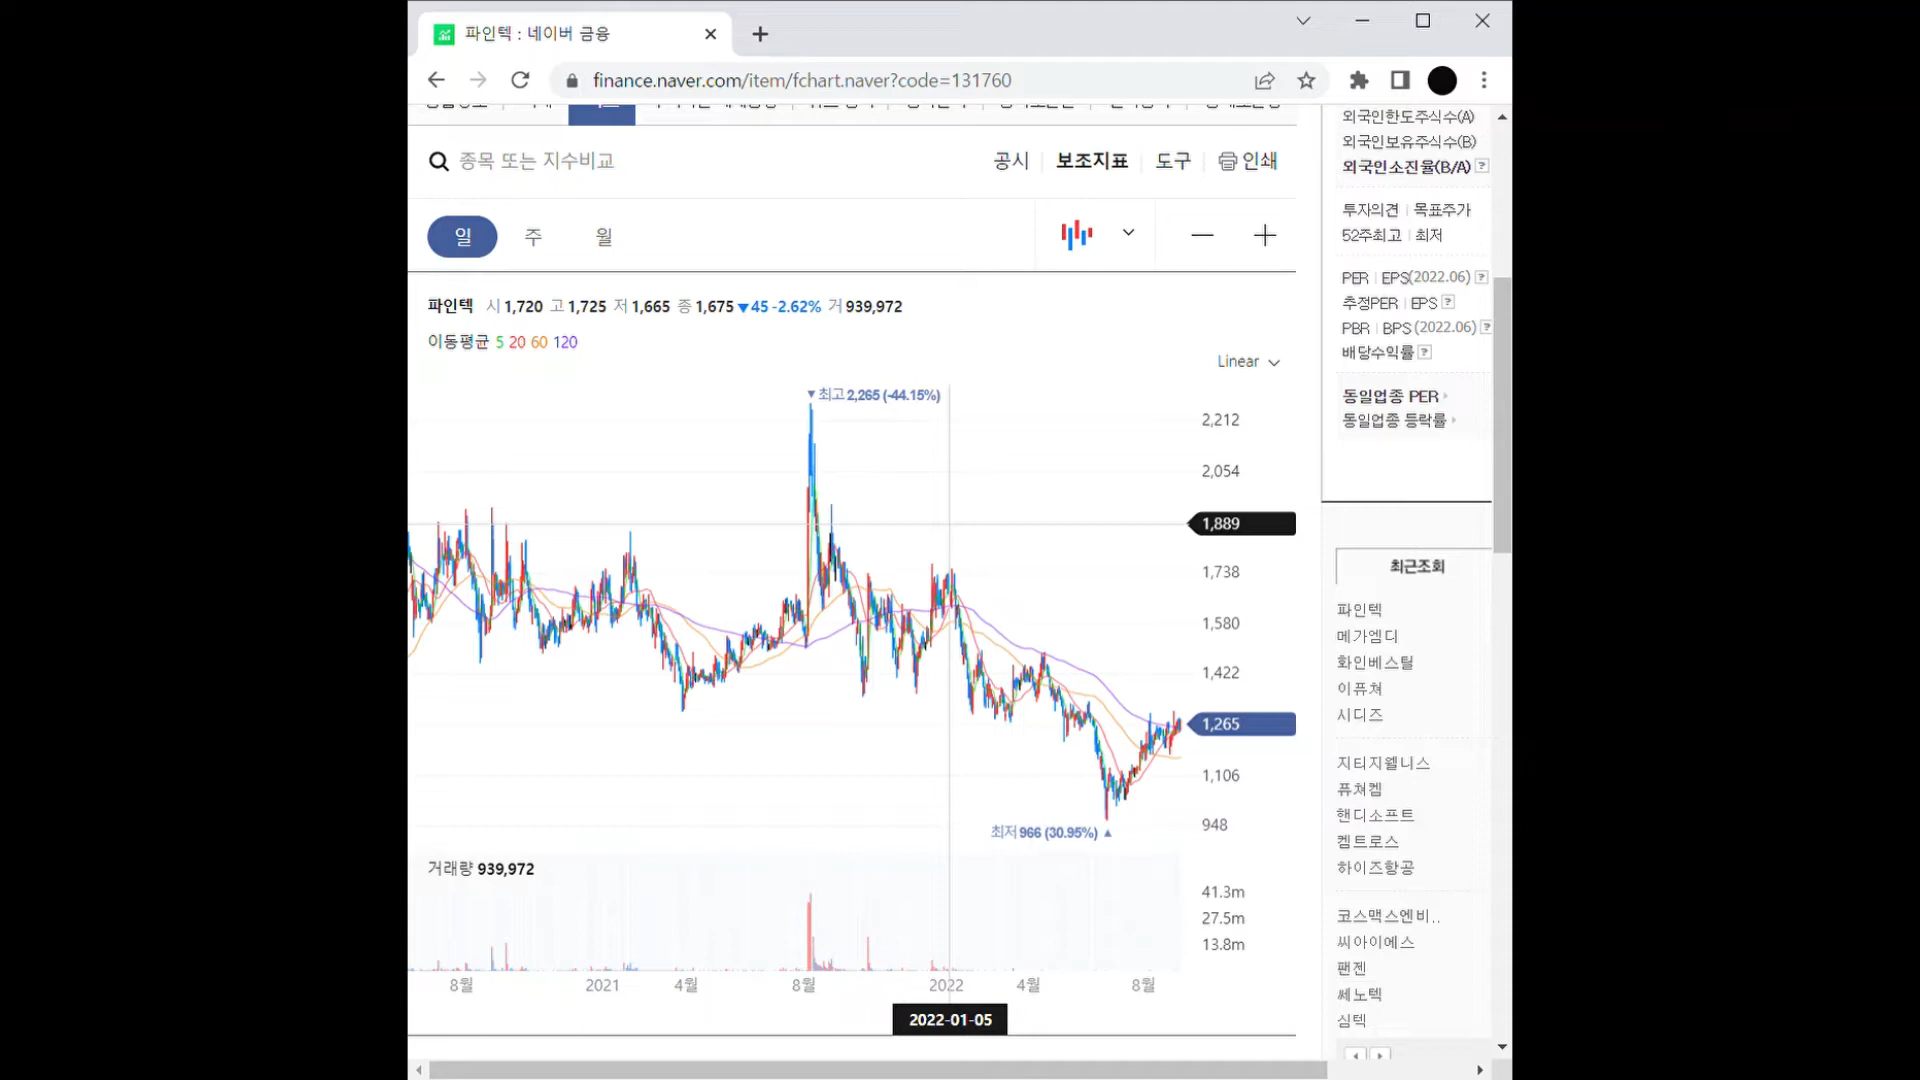 파인텍 : 네이버 금융
finance.naver.com/item/fchart.naver?code=131760
종목 또는 지수비교
공시 보조지표 도구 인쇄
일 주 월
파인텍 시 1,720 고 1,725 저 1,665 종 1,675 ▼45 -2.62% 거 939,972
이동평균 5 20 60 120
Linear
▼최고 2,265 (-44.15%)
2,212
2,054
1,889
1,738
1,580
1,422
1,265
1,106
948
최저 966 (30.95%) ▲
거래량 939,972
41.3m
27.5m
13.8m
8월 2021 4월 8월 2022 4월 8월
2022-01-05
외국인한도주식수(A)
외국인보유주식수(B)
외국인소진율(B/A) ?
투자의견 | 목표주가
52주최고 | 최저
PER | EPS(2022.06) ?
추정PER | EPS ?
PBR | BPS (2022.06) ?
배당수익률 ?
동일업종 PER
동일업종 등락률
최근조회
파인텍
메가엠디
화인베스틸
이퓨쳐
시디즈
지티지웰니스
퓨쳐켐
핸디소프트
켐트로스
하이즈항공
코스맥스엔비..
씨아이에스
팬젠
쎄노텍
심텍